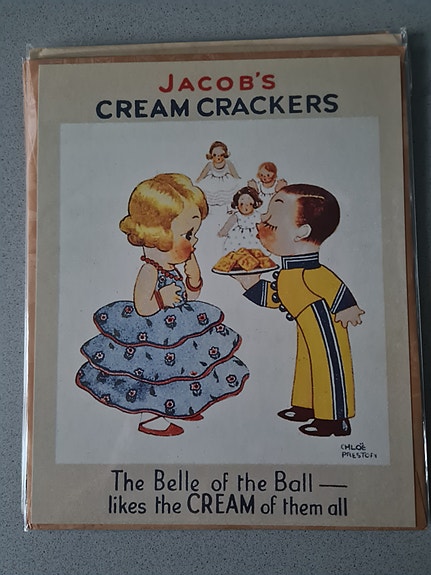 JACOB'S
CREAM CRACKERS
CHLOË
PRESTON
The Belle of the Ball —
likes the CREAM of them all